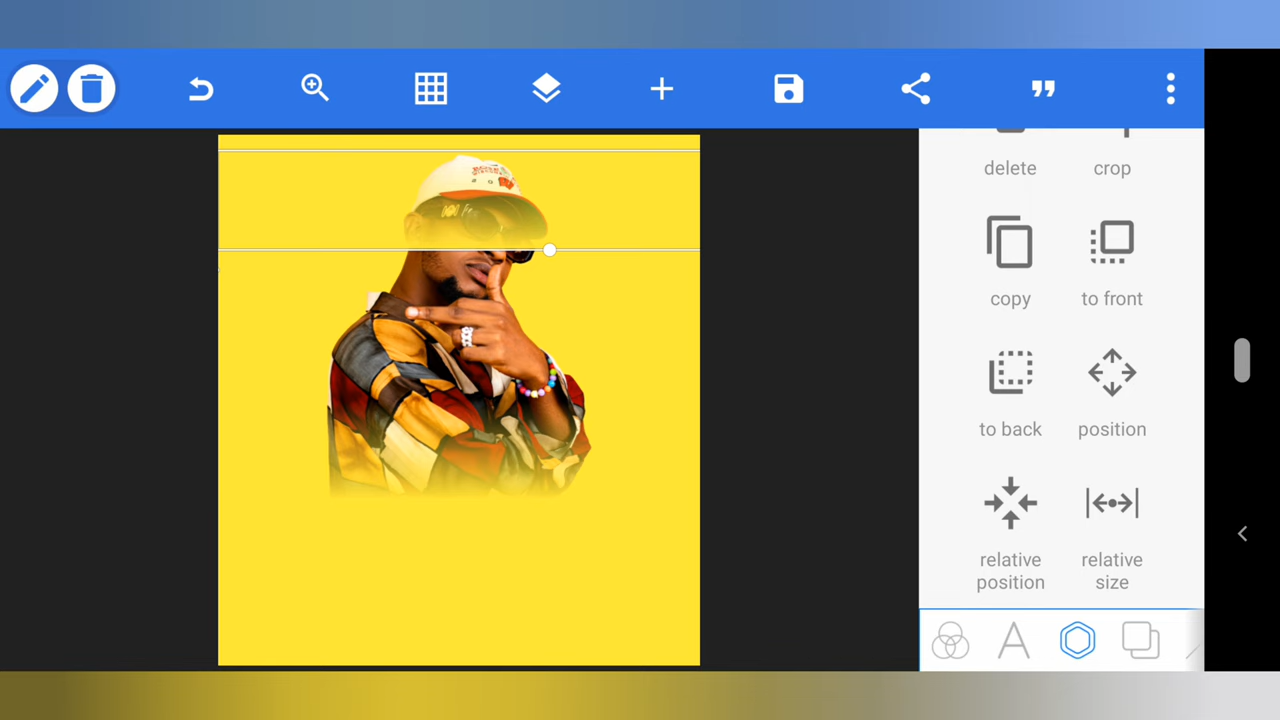 delete crop
copy to front
to back position
relative position relative size